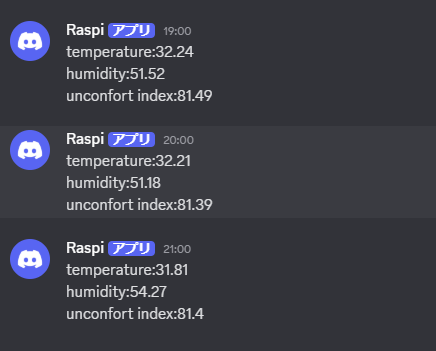 Raspi アプリ 19:00
temperature:32.24
humidity:51.52
unconfort index:81.49
Raspi アプリ 20:00
temperature:32.21
humidity:51.18
unconfort index:81.39
Raspi アプリ 21:00
temperature:31.81
humidity:54.27
unconfort index:81.4